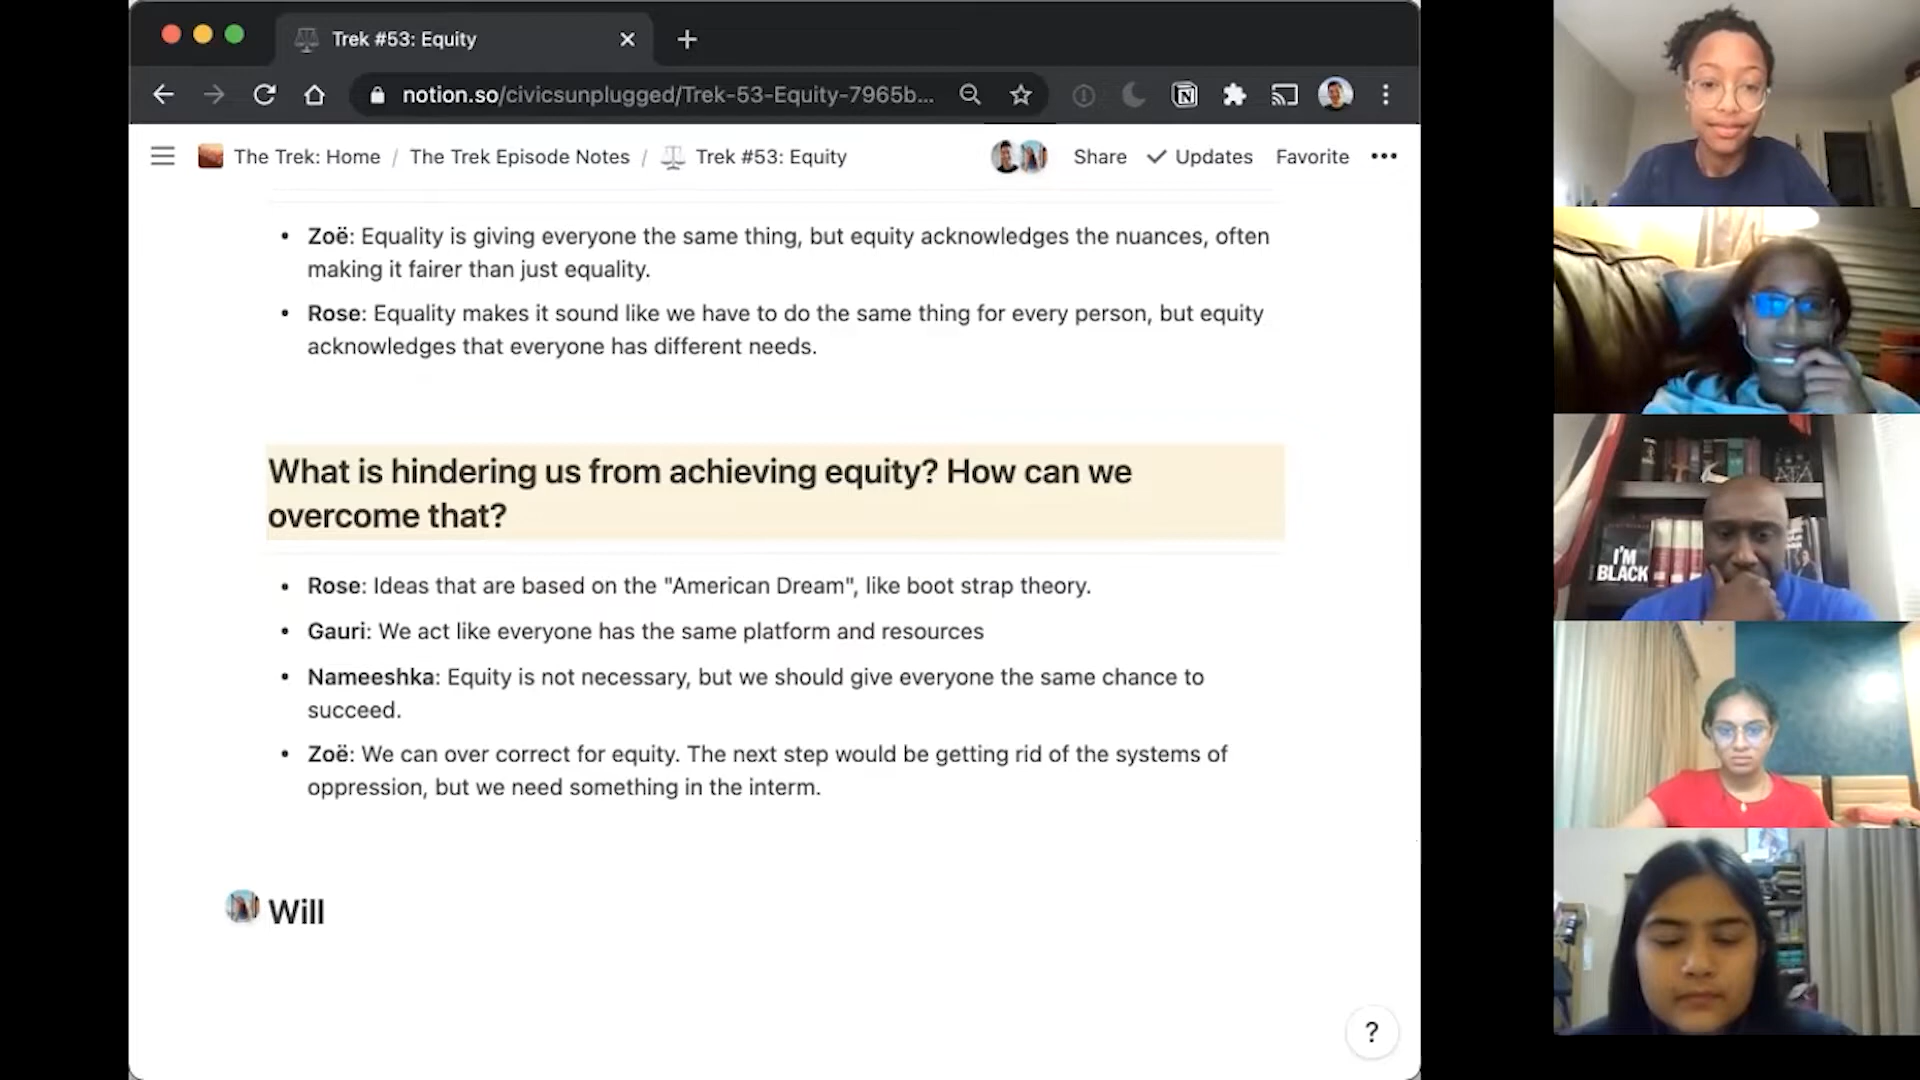 Trek #53: Equity
notion.so/civicsunplugged/Trek-53-Equity-7965b...
The Trek: Home / The Trek Episode Notes / Trek #53: Equity
Share Updates Favorite
• Zoë: Equality is giving everyone the same thing, but equity acknowledges the nuances, often
making it fairer than just equality.
• Rose: Equality makes it sound like we have to do the same thing for every person, but equity
acknowledges that everyone has different needs.
What is hindering us from achieving equity? How can we
overcome that?
• Rose: Ideas that are based on the "American Dream", like boot strap theory.
• Gauri: We act like everyone has the same platform and resources
• Nameeshka: Equity is not necessary, but we should give everyone the same chance to
succeed.
• Zoë: We can over correct for equity. The next step would be getting rid of the systems of
oppression, but we need something in the interm.
Will
?
I'M
BLACK